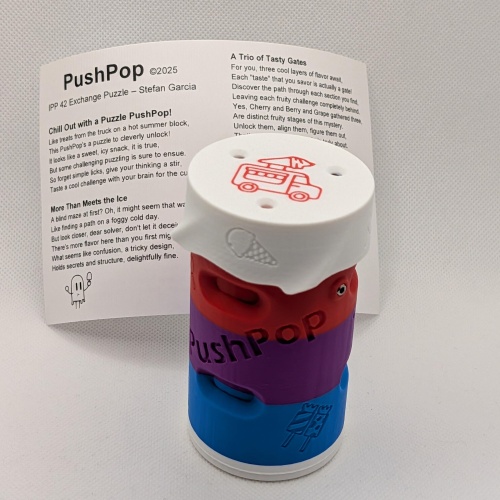 PushPop ©2025
IPP 42 Exchange Puzzle – Stefan Garcia
Chill Out with a Puzzle PushPop!
Like treats from the truck on a hot summer block,
This PushPop's a puzzle to cleverly unlock!
It looks like a sweet, icy snack, it is true,
But some challenging puzzling is sure to ensue.
So forget simple licks, give your thinking a stir,
Taste a cool challenge with your brain for the
More Than Meets the Ice
A blind maze at first? Oh, it might seem that
Like finding a path on a foggy cold day.
But look closer, dear solver, don't let it
There's more flavor here than you first
What seems like confusion, a tricky design,
Holds secrets and structure, delightfully fine.
A Trio of Tasty Gates
For you, three cool layers of flavor await,
Each "taste" that you savor is actually a gate!
Discover the path through each section you find,
Leaving each fruity challenge completely behind.
Yes, Cherry and Berry and Grape gathered three,
Are distinct fruity stages of this mystery.
Unlock them, align them, figure them out,
PushPop